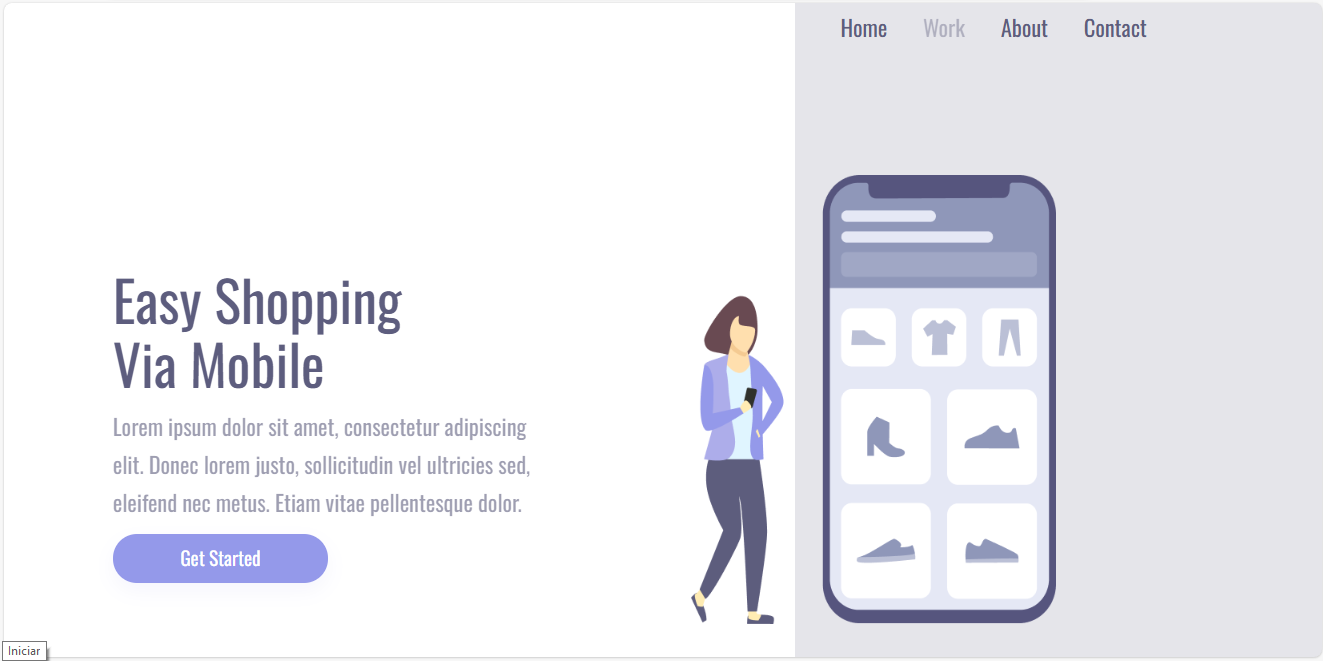 Home Work About Contact
Easy Shopping
Via Mobile
Lorem ipsum dolor sit amet, consectetur adipiscing
elit. Donec lorem justo, sollicitudin vel ultricies sed,
eleifend nec metus. Etiam vitae pellentesque dolor.
Get Started
Iniciar